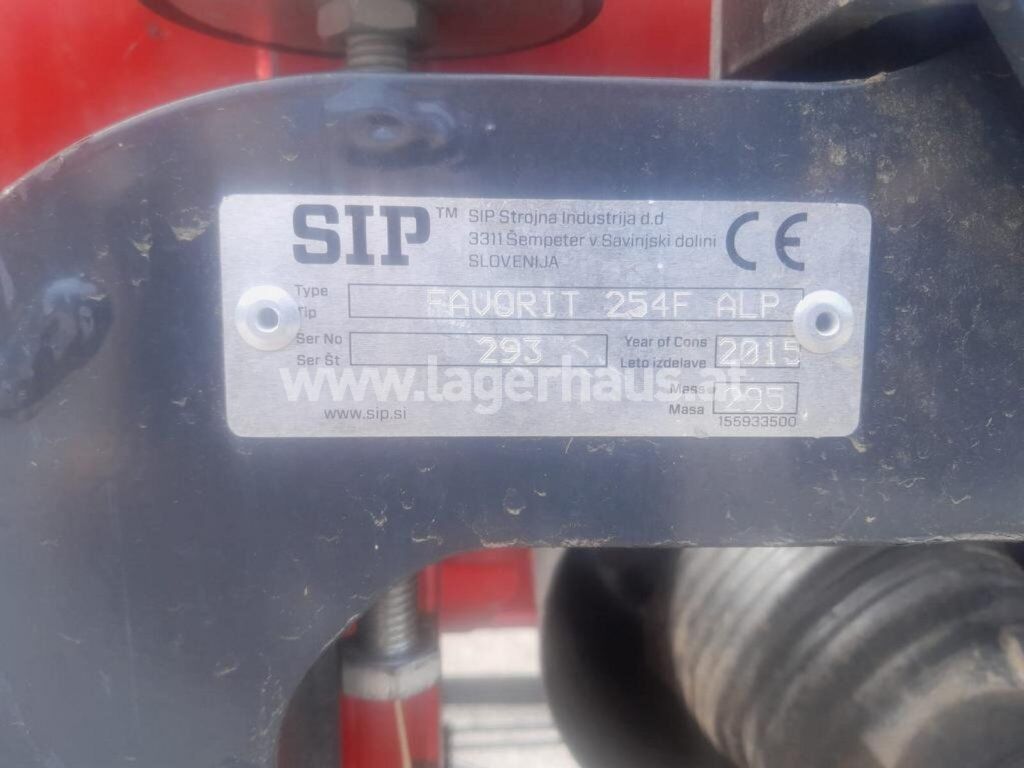 SIP™
SIP Strojna Industrija d.d
3311 Šempeter v Savinjski dolini
SLOVENIJA
CE
Type
Tip
FAVORIT 254F ALP
Ser No
Ser Št
293
Year of Cons
Leto izdelave
2015
www.lagerhaus.at
Mass
Masa
295
www.sip.si
155933500